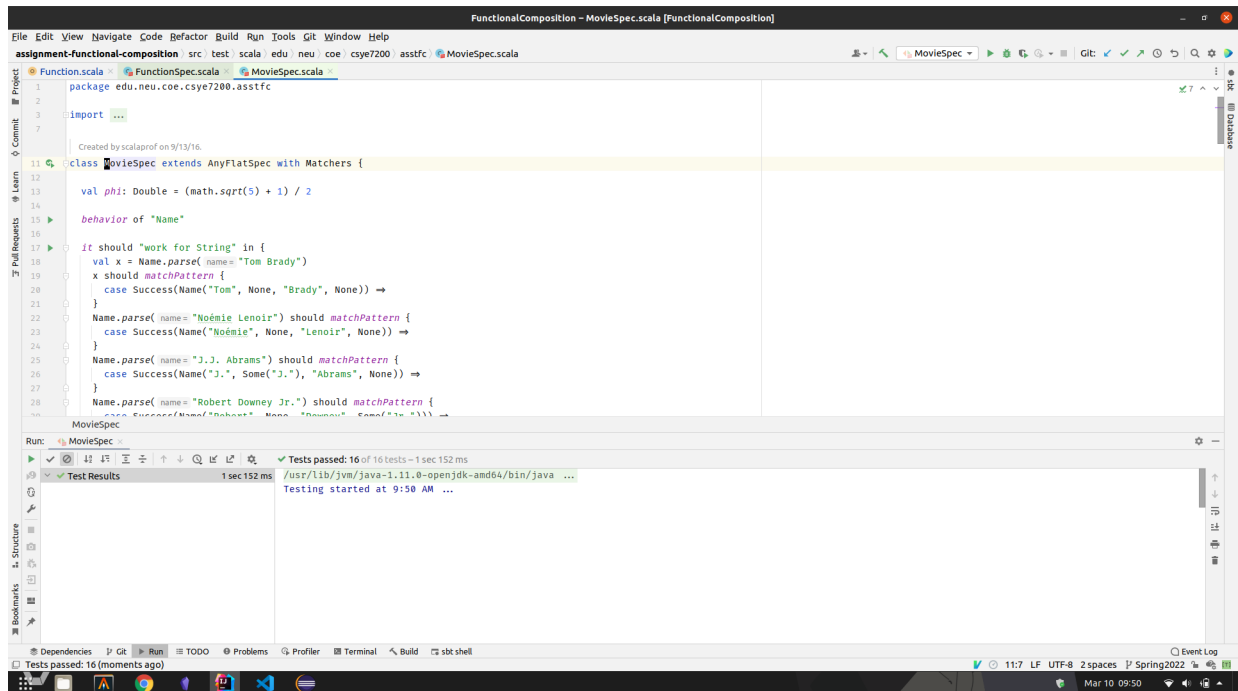 FunctionalComposition – MovieSpec.scala [FunctionalComposition]
File Edit View Navigate Code Refactor Build Run Tools Git Window Help
assignment-functional-composition src test scala edu neu coe csye7200 asstfc MovieSpec.scala
MovieSpec Git:
Function.scala FunctionSpec.scala MovieSpec.scala
Project
Commit
Learn
Pull Requests
Structure
Bookmarks
sbt
Database
7
1 package edu.neu.coe.csye7200.asstfc
2
3 import ...
7
Created by scalaprof on 9/13/16.
11 class MovieSpec extends AnyFlatSpec with Matchers {
12
13 val phi: Double = (math.sqrt(5) + 1) / 2
14
15 behavior of "Name"
16
17 it should "work for String" in {
18 val x = Name.parse( name = "Tom Brady")
19 x should matchPattern {
20 case Success(Name("Tom", None, "Brady", None)) ⇒
21 }
22 Name.parse( name = "Noémie Lenoir") should matchPattern {
23 case Success(Name("Noémie", None, "Lenoir", None)) ⇒
24 }
25 Name.parse( name = "J.J. Abrams") should matchPattern {
26 case Success(Name("J.", Some("J."), "Abrams", None)) ⇒
27 }
28 Name.parse( name = "Robert Downey Jr.") should matchPattern {
29 case Success(Name("Robert", None, "Downey", Some("Jr."))) ⇒
MovieSpec
Run: MovieSpec
Tests passed: 16 of 16 tests – 1 sec 152 ms
Test Results 1 sec 152 ms
/usr/lib/jvm/java-1.11.0-openjdk-amd64/bin/java ...
Testing started at 9:50 AM ...
Dependencies Git Run TODO Problems Profiler Terminal Build sbt shell Event Log
Tests passed: 16 (moments ago) 11:7 LF UTF-8 2 spaces Spring2022
Mar 10 09:50